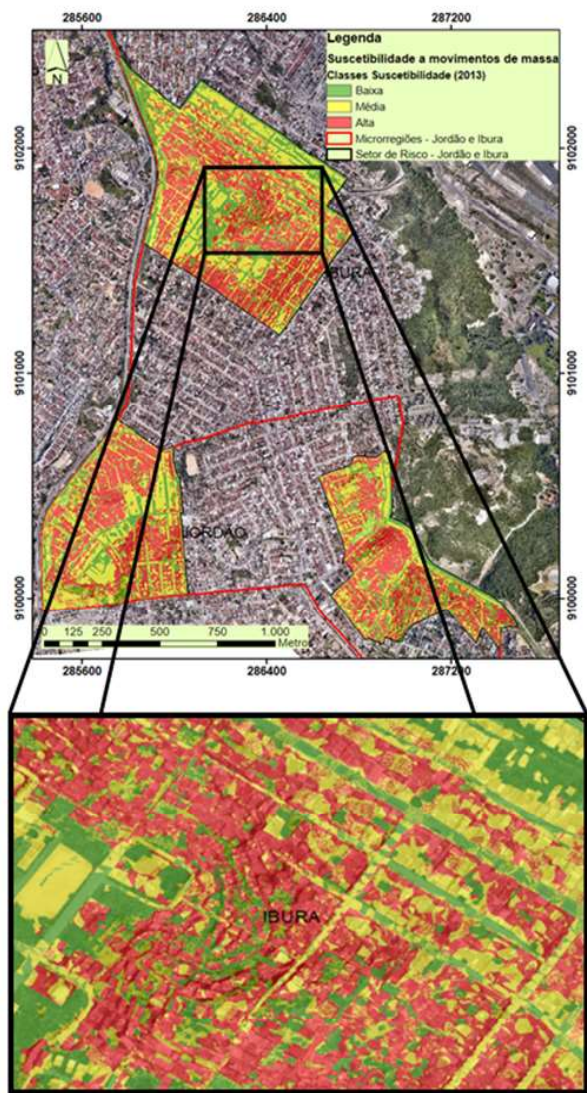 285600 286400 287200
Legenda
Suscetibilidade a movimentos de massa
Classes Suscetibilidade (2013)
Baixa
Média
Alta
Microrregiões - Jordão e Ibura
Setor de Risco - Jordão e Ibura
N
9102000
9102000
IBURA
9101000
9101000
JORDÃO
9100000
9100000
0 125 250 500 750 1.000
Metro
285600 286400 287200
IBURA